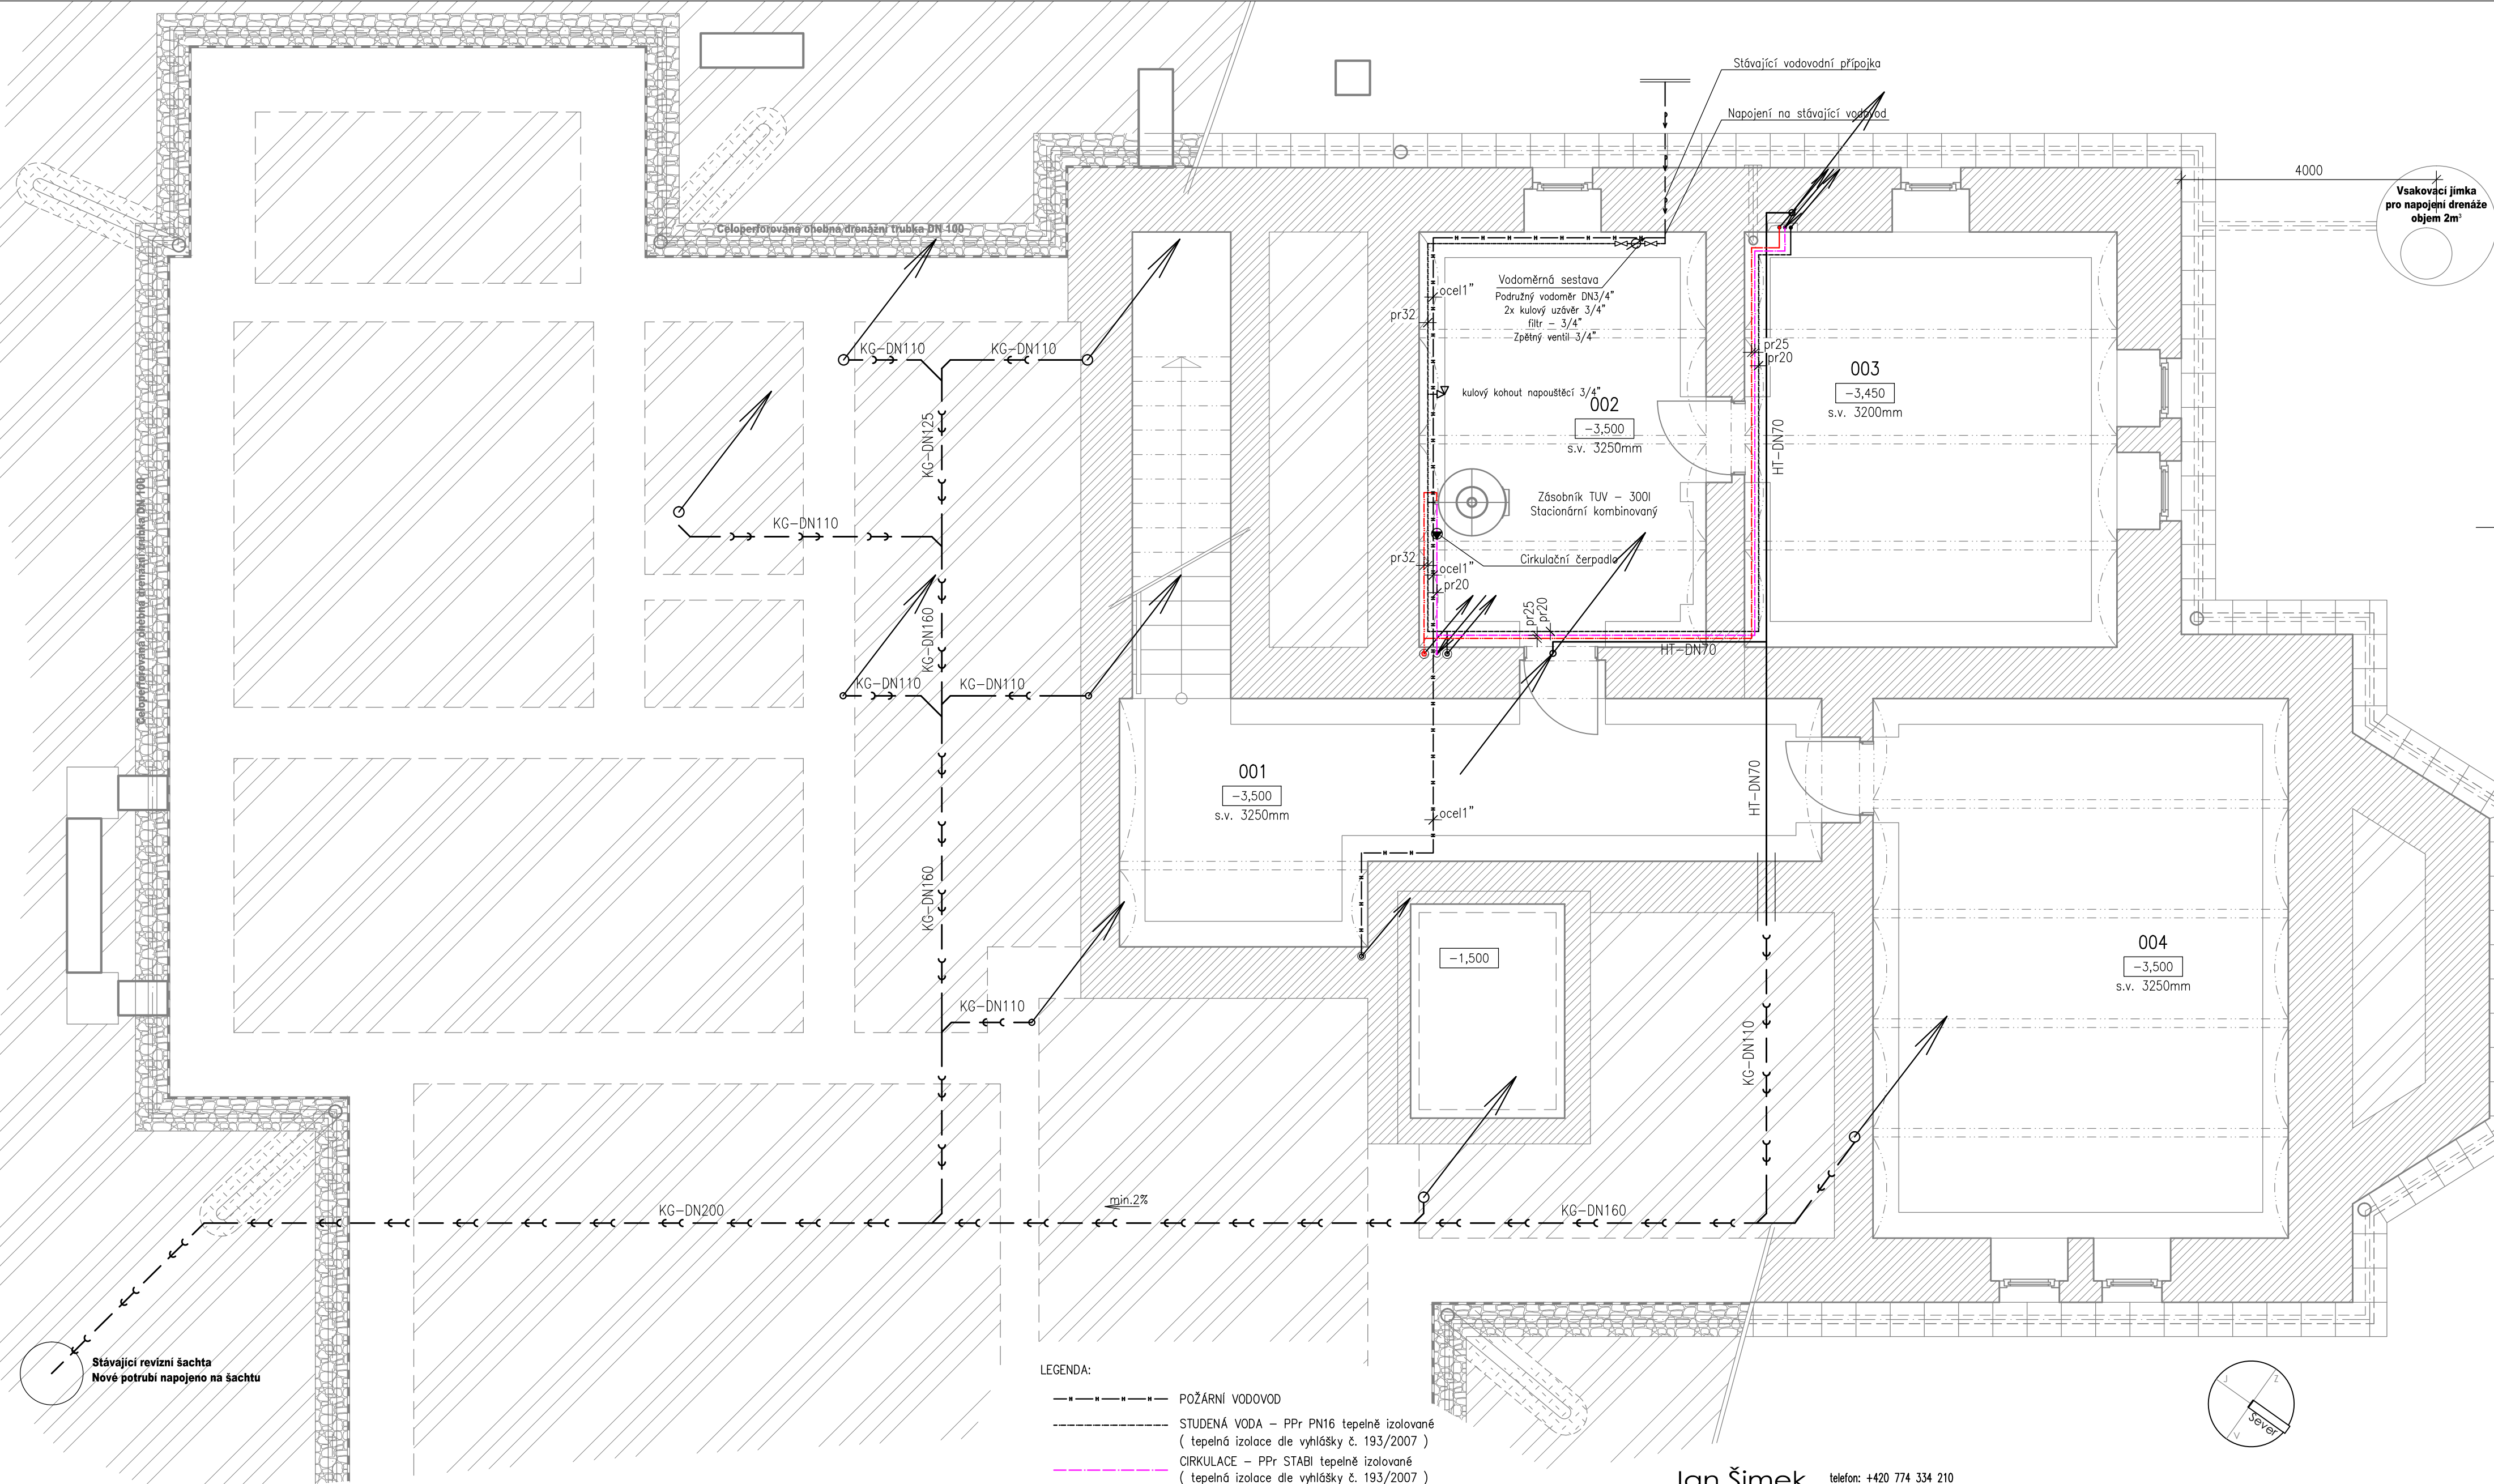 Stávající vodovodní přípojka
Napojení na stávající vodovod
4000
Vsakovací jímka
pro napojení drenáže
objem 2m³
Celoperforovaná ohebná drenážní trubka DN 100
Vodoměrná sestava
Podružný vodoměr DN3/4"
2x kulový uzávěr 3/4"
filtr - 3/4"
Zpětný ventil 3/4"
ocel1"
pr32
KG-DN110
KG-DN110
pr25
pr20
003
-3,450
s.v. 3200mm
kulový kohout napouštěcí 3/4"
002
-3,500
s.v. 3250mm
KG-DN125
HT-DN70
Celoperforovaná ohebná drenážní trubka DN 100
KG-DN110
Zásobník TUV - 300l
Stacionární kombinovaný
Cirkulační čerpadlo
pr32
ocel1"
pr20
pr25
pr20
HT-DN70
KG-DN160
KG-DN110
KG-DN110
001
-3,500
s.v. 3250mm
HT-DN70
ocel1"
KG-DN160
-1,500
004
-3,500
s.v. 3250mm
KG-DN110
KG-DN110
min.2%
KG-DN200
KG-DN160
Stávající revizní šachta
Nové potrubí napojeno na šachtu
LEGENDA:
POŽÁRNÍ VODOVOD
STUDENÁ VODA - PPr PN16 tepelně izolované
( tepelná izolace dle vyhlášky č. 193/2007 )
CIRKULACE - PPr STABI tepelně izolované
( tepelná izolace dle vyhlášky č. 193/2007 )
J
Z
Sever
V
Jan Šimek
telefon: +420 774 334 210